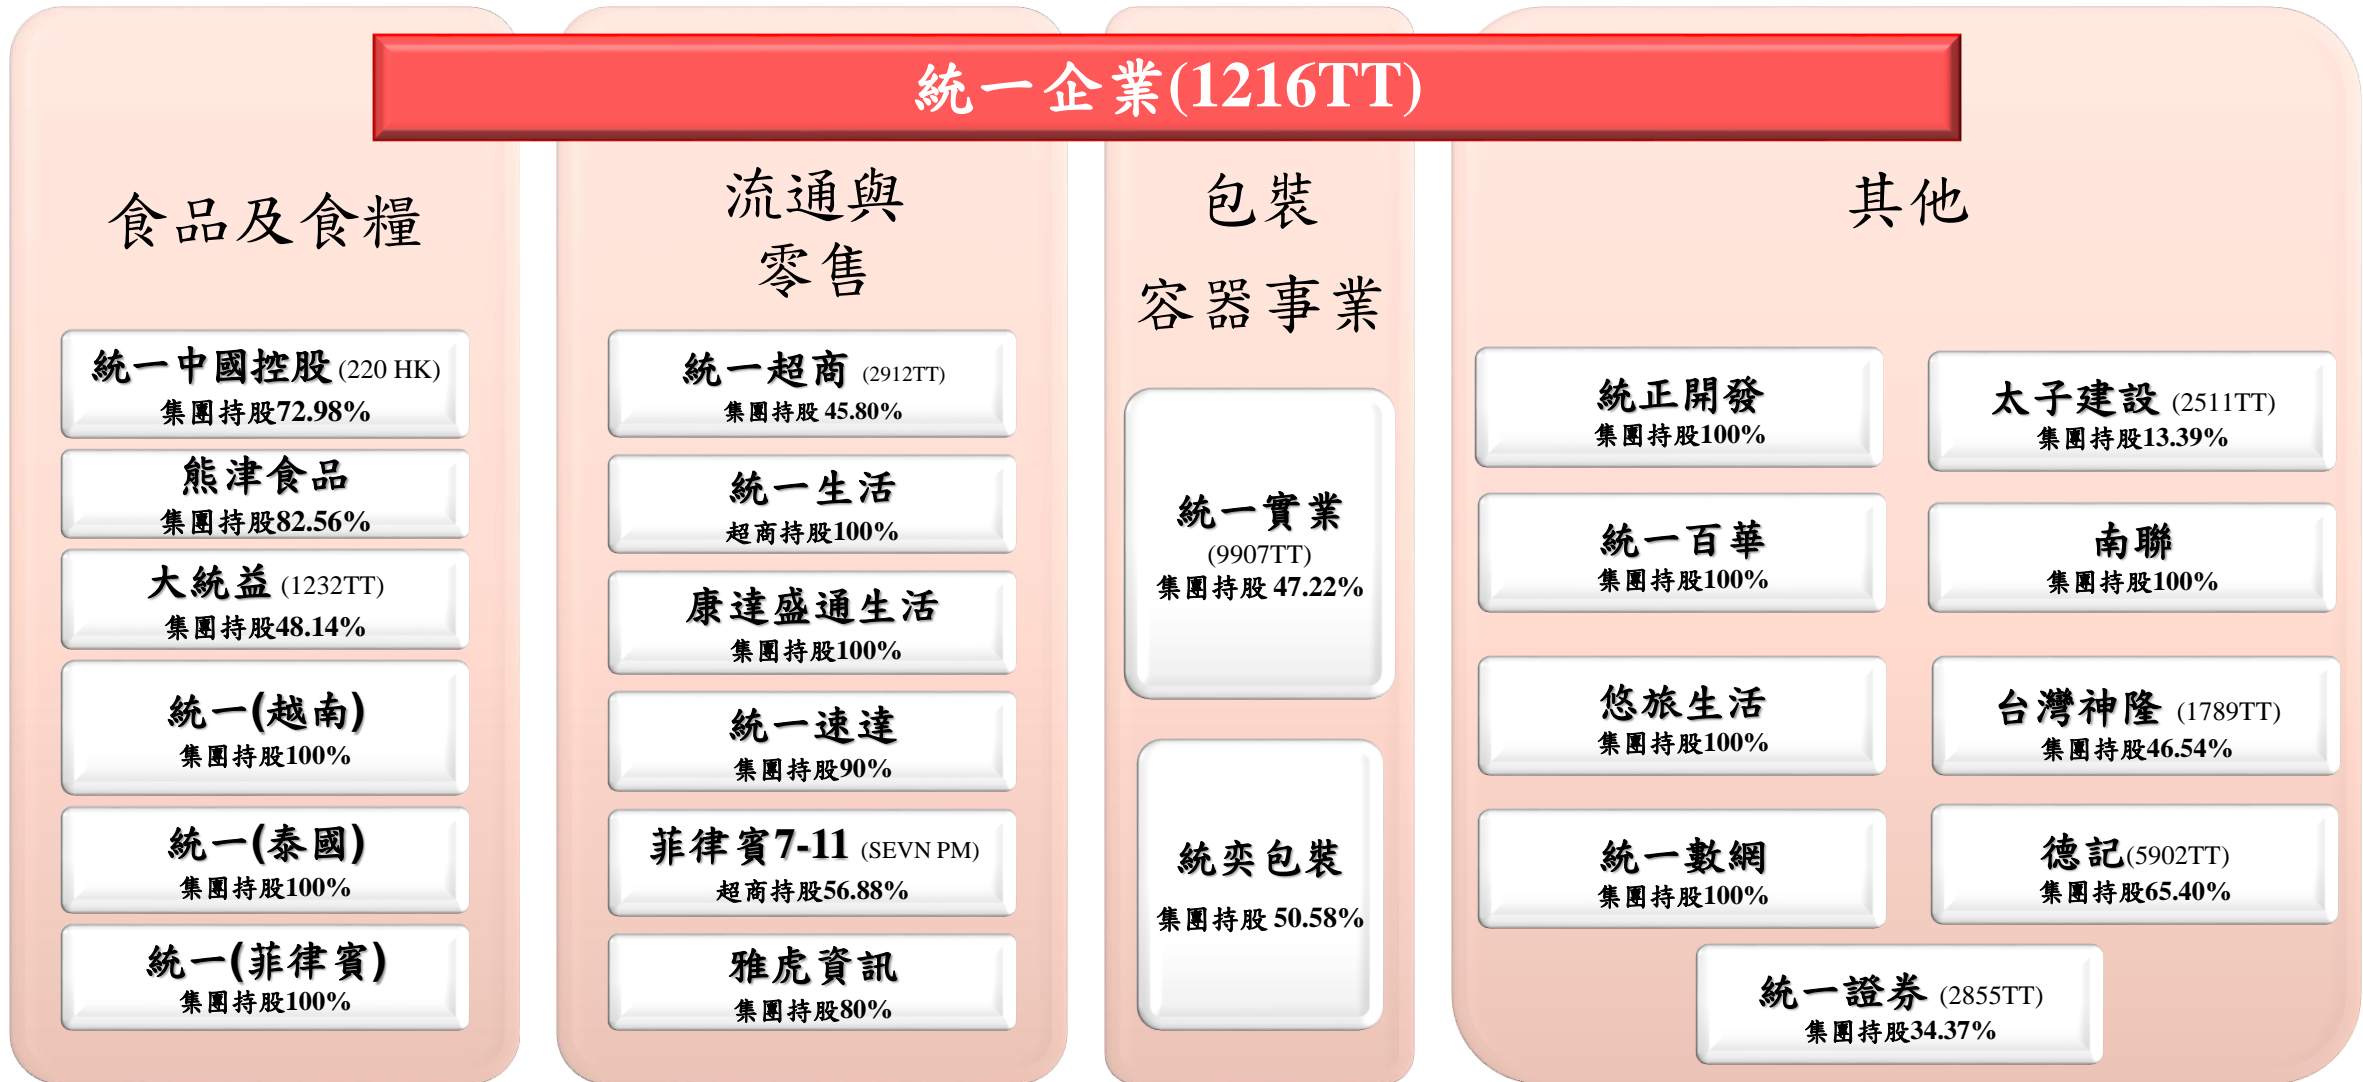 統一企業(1216TT)
食品及食糧
統一中國控股 (220 HK)
集團持股72.98%
熊津食品
集團持股82.56%
大統益 (1232TT)
集團持股48.14%
統一(越南)
集團持股100%
統一(泰國)
集團持股100%
統一(菲律賓)
集團持股100%
流通與
零售
統一超商 (2912TT)
集團持股 45.80%
統一生活
超商持股100%
康達盛通生活
集團持股100%
統一速達
集團持股90%
菲律賓7-11 (SEVN PM)
超商持股56.88%
雅虎資訊
集團持股80%
包裝
容器事業
統一實業
(9907TT)
集團持股 47.22%
統奕包裝
集團持股 50.58%
其他
統正開發
集團持股100%
太子建設 (2511TT)
集團持股13.39%
統一百華
集團持股100%
南聯
集團持股100%
悠旅生活
集團持股100%
台灣神隆 (1789TT)
集團持股46.54%
統一數網
集團持股100%
德記(5902TT)
集團持股65.40%
統一證券 (2855TT)
集團持股34.37%